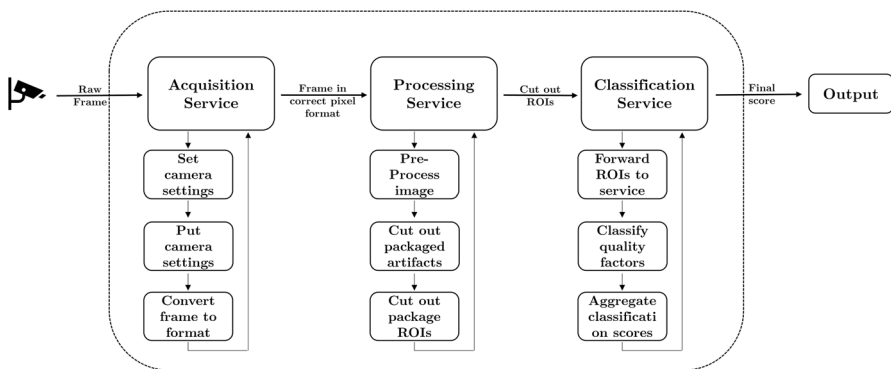 Raw
Frame
Acquisition
Service
Frame in
correct pixel
format
Processing
Service
Cut out
ROIs
Classification
Service
Final
score
Output
Set
camera
settings
Put
camera
settings
Convert
frame to
format
Pre-
Process
image
Cut out
packaged
artifacts
Cut out
package
ROIs
Forward
ROIs to
service
Classify
quality
factors
Aggregate
classificati
on scores